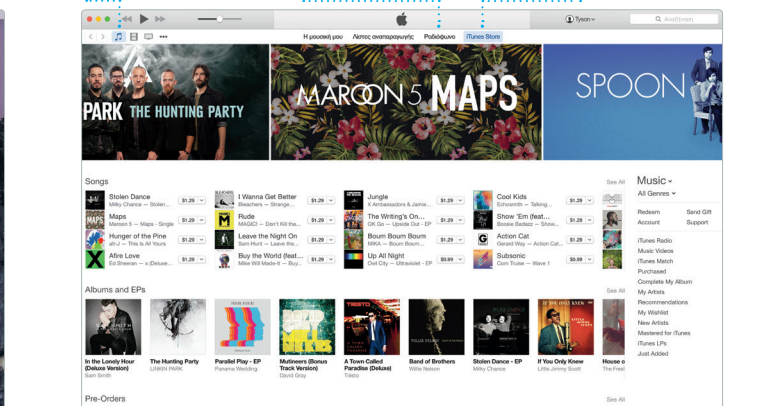 Tyson
Αναζήτηση
Η μουσική μου Λίστες αναπαραγωγής Ραδιόφωνο iTunes Store
PARK THE HUNTING PARTY
MAROON 5 MAPS
SPOON
Songs
See All
Stolen Dance
Milky Chance — Stolen...
$1.29
I Wanna Get Better
Bleachers — Strange...
$1.29
Jungle
X Ambassadors & Jamie...
$1.29
Cool Kids
Echosmith — Talking...
$1.29
Maps
Maroon 5 — Maps - Single
$1.29
Rude
MAGIC! — Don't Kill the...
$1.29
The Writing's On...
OK Go — Upside Out - EP
$1.29
Show 'Em (feat...
Boosie Badazz — Show...
$1.29
Hunger of the Pine
alt-J — This Is All Yours
$1.29
Leave the Night On
Sam Hunt — Leave the...
$1.29
Boum Boum Boum
MIKA — Boum Boum...
$1.29
Action Cat
Gerard Way — Action Cat...
$1.29
Afire Love
Ed Sheeran — x (Deluxe...
$1.29
Buy the World (feat...
Mike Will Made-It — Buy...
$1.29
Up All Night
Owl City — Ultraviolet - EP
$0.99
Subsonic
Com Truise — Wave 1
$0.99
Music
All Genres
Redeem Send Gift
Account Support
iTunes Radio
Music Videos
iTunes Match
Purchased
Complete My Album
My Artists
Recommendations
My Wishlist
New Artists
Mastered for iTunes
iTunes LPs
Just Added
Albums and EPs
See All
SAM SMITH
TIËSTO
IF YOU ONLY KNEW
In the Lonely Hour
(Deluxe Version)
Sam Smith
The Hunting Party
LINKIN PARK
Parallel Play - EP
Panama Wedding
Mutineers (Bonus
Track Version)
David Gray
A Town Called
Paradise (Deluxe)
Tiësto
Band of Brothers
Willie Nelson
Stolen Dance - EP
Milky Chance
If You Only Knew
Little Jimmy Scott
House o
The Fresl
Pre-Orders
See All